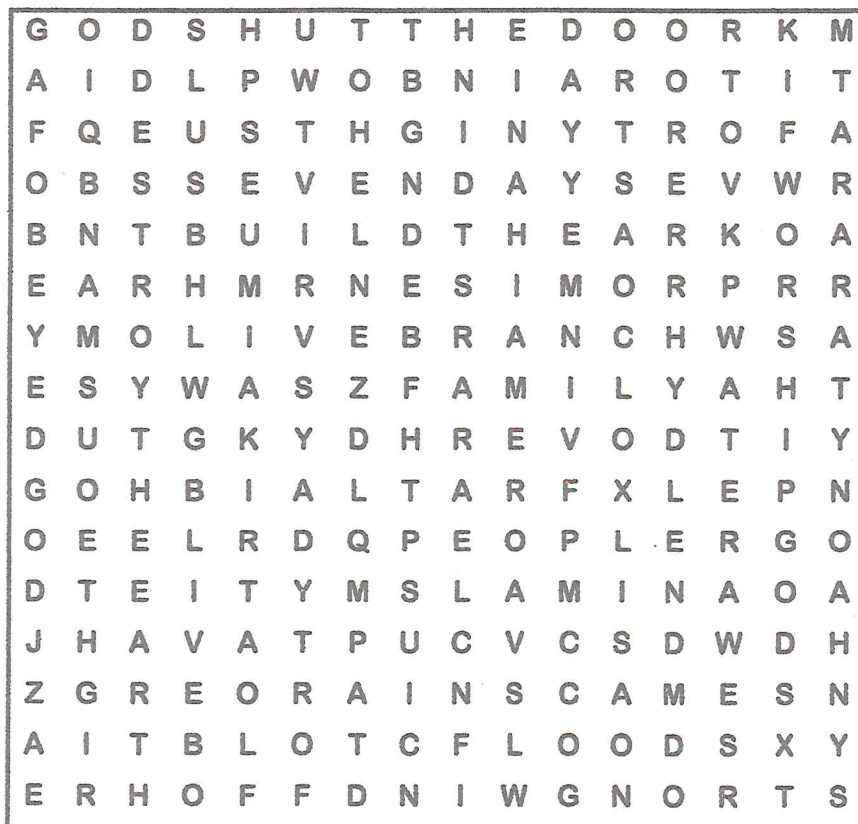 G O D S H U T T H E D O O R K M
A I D L P W O B N I A R O T I T
F Q E U S T H G I N Y T R O F A
O B S S E V E N D A Y S E V W R
B N T B U I L D T H E A R K O A
E A R H M R N E S I M O R P R R
Y M O L I V E B R A N C H W S A
E S Y W A S Z F A M I L Y A H T
D U T G K Y D H R E V O D T I Y
G O H B I A L T A R F X L E P N
O E E L R D Q P E O P L E R G O
D T E I T Y M S L A M I N A O A
J H A V A T P U C V C S D W D H
Z G R E O R A I N S C A M E S N
A I T B L O T C F L O O D S X Y
E R H O F F D N I W G N O R T S